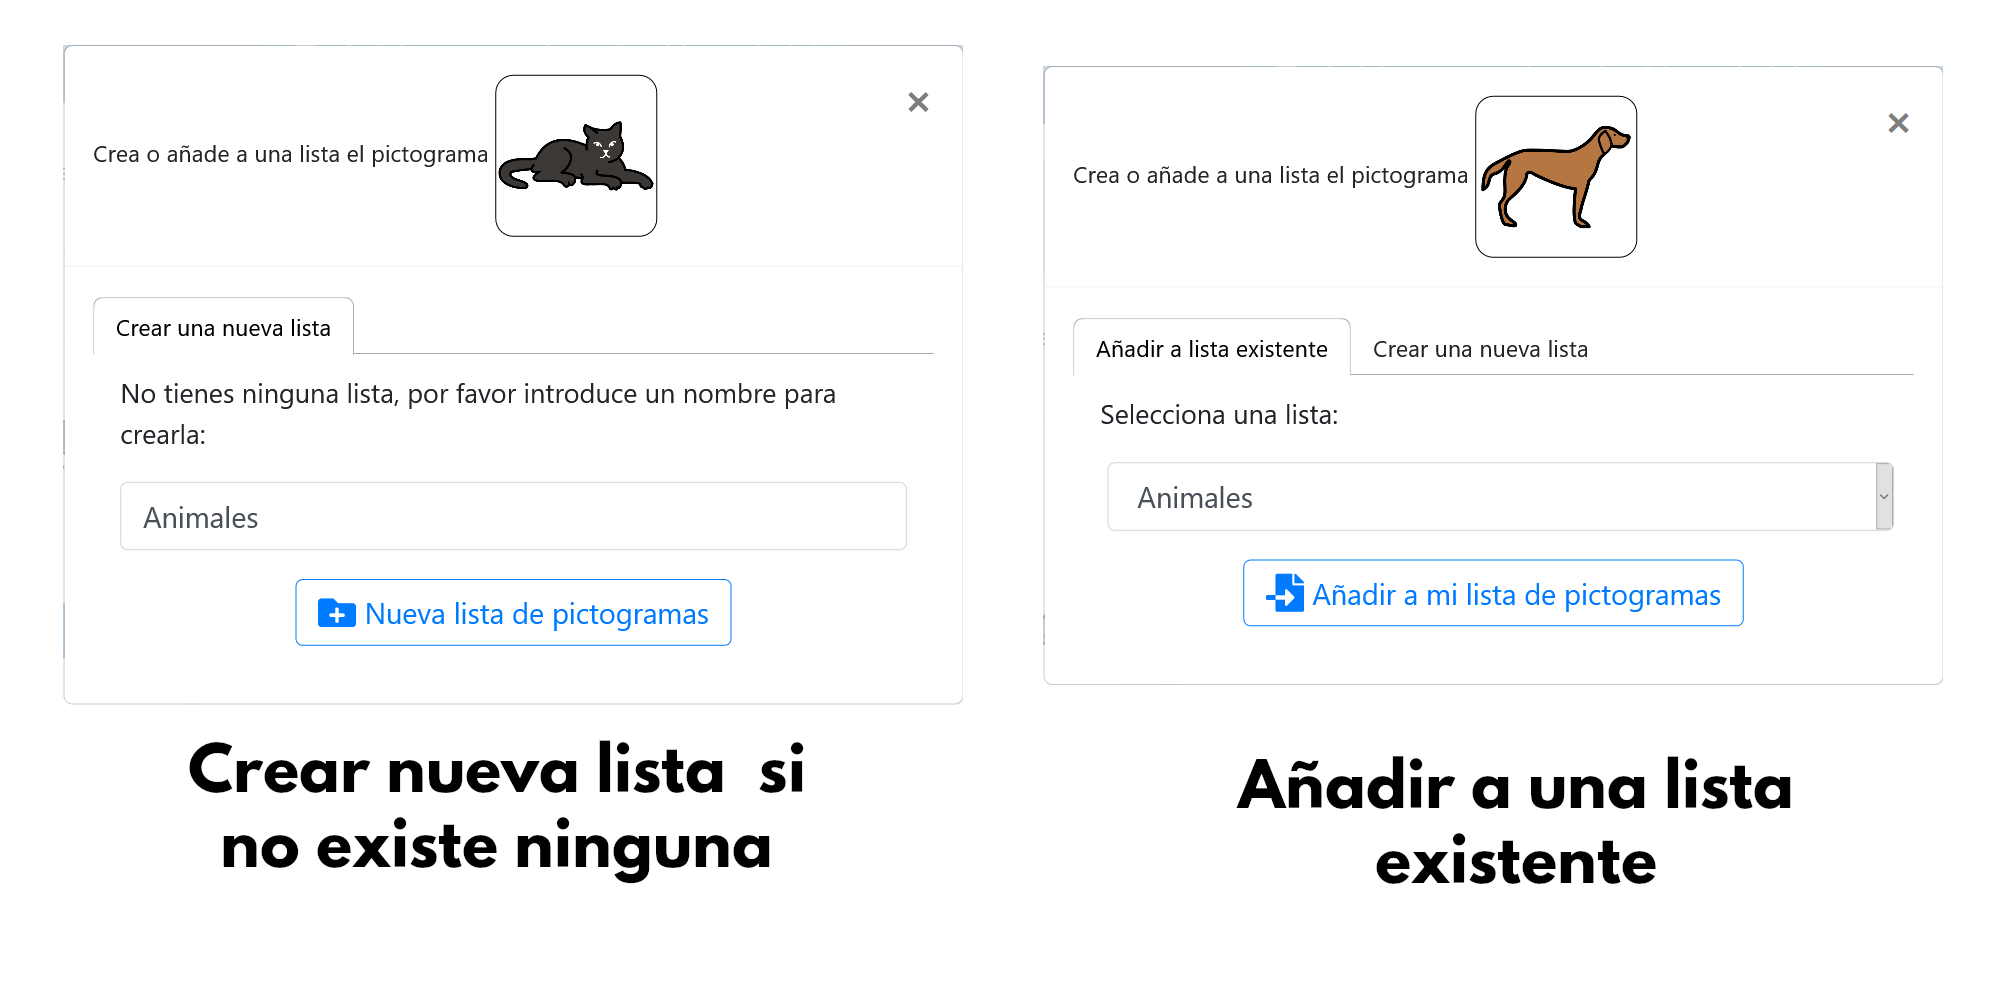 Crea o añade a una lista el pictograma
Crear una nueva lista
No tienes ninguna lista, por favor introduce un nombre para
crearla:
Animales
Nueva lista de pictogramas
Crear nueva lista si
no existe ninguna
Crea o añade a una lista el pictograma
Añadir a lista existente
Crear una nueva lista
Selecciona una lista:
Animales
Añadir a mi lista de pictogramas
Añadir a una lista
existente